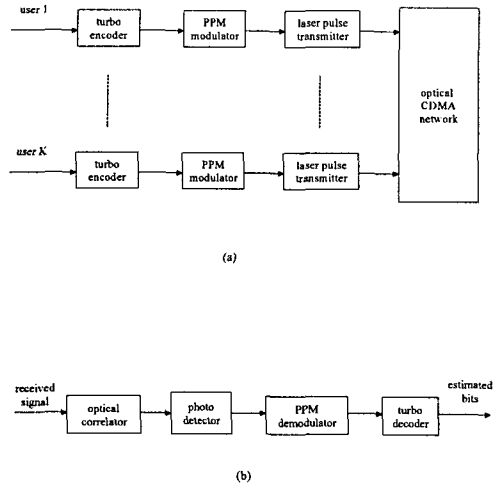 user 1
turbo
encoder
PPM
modulator
laser pulse
transmitter
optical
CDMA
network
user K
turbo
encoder
PPM
modulator
laser pulse
transmitter
(a)
received
signal
optical
correlator
photo
detector
PPM
demodulator
turbo
decoder
estimated
bits
(b)